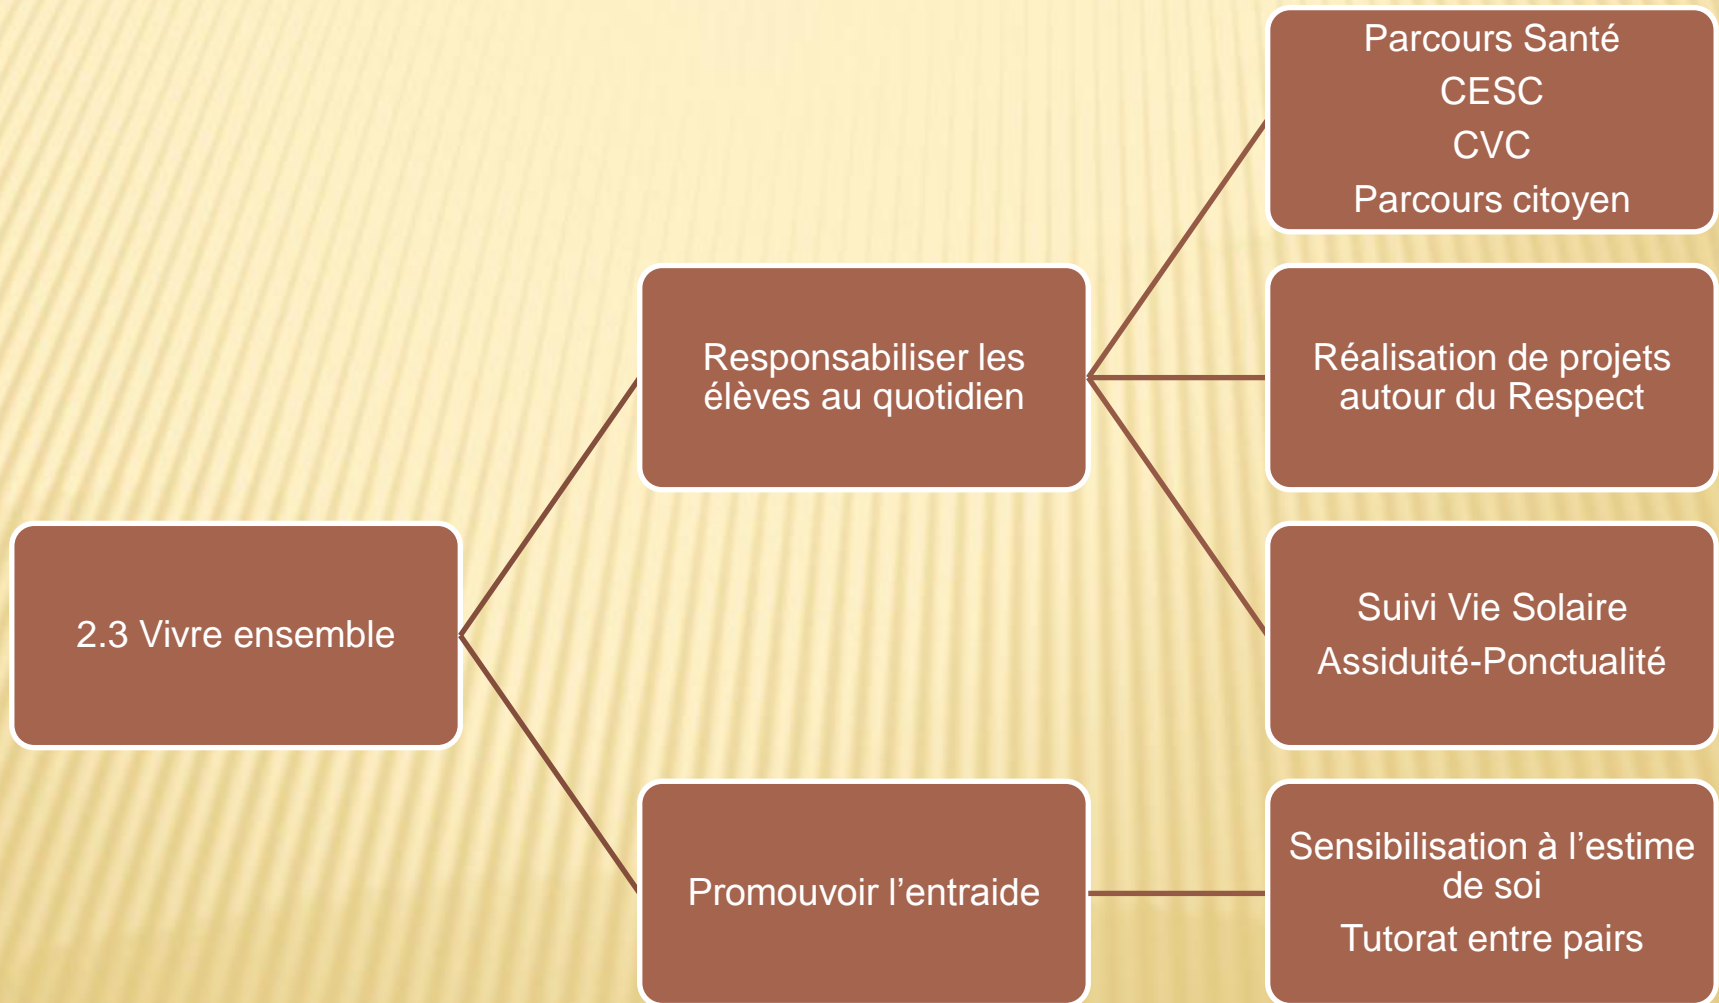 2.3 Vivre ensemble
Responsabiliser les
élèves au quotidien
Parcours Santé
CESC
CVC
Parcours citoyen
Réalisation de projets
autour du Respect
Suivi Vie Solaire
Assiduité-Ponctualité
Promouvoir l’entraide
Sensibilisation à l’estime
de soi
Tutorat entre pairs